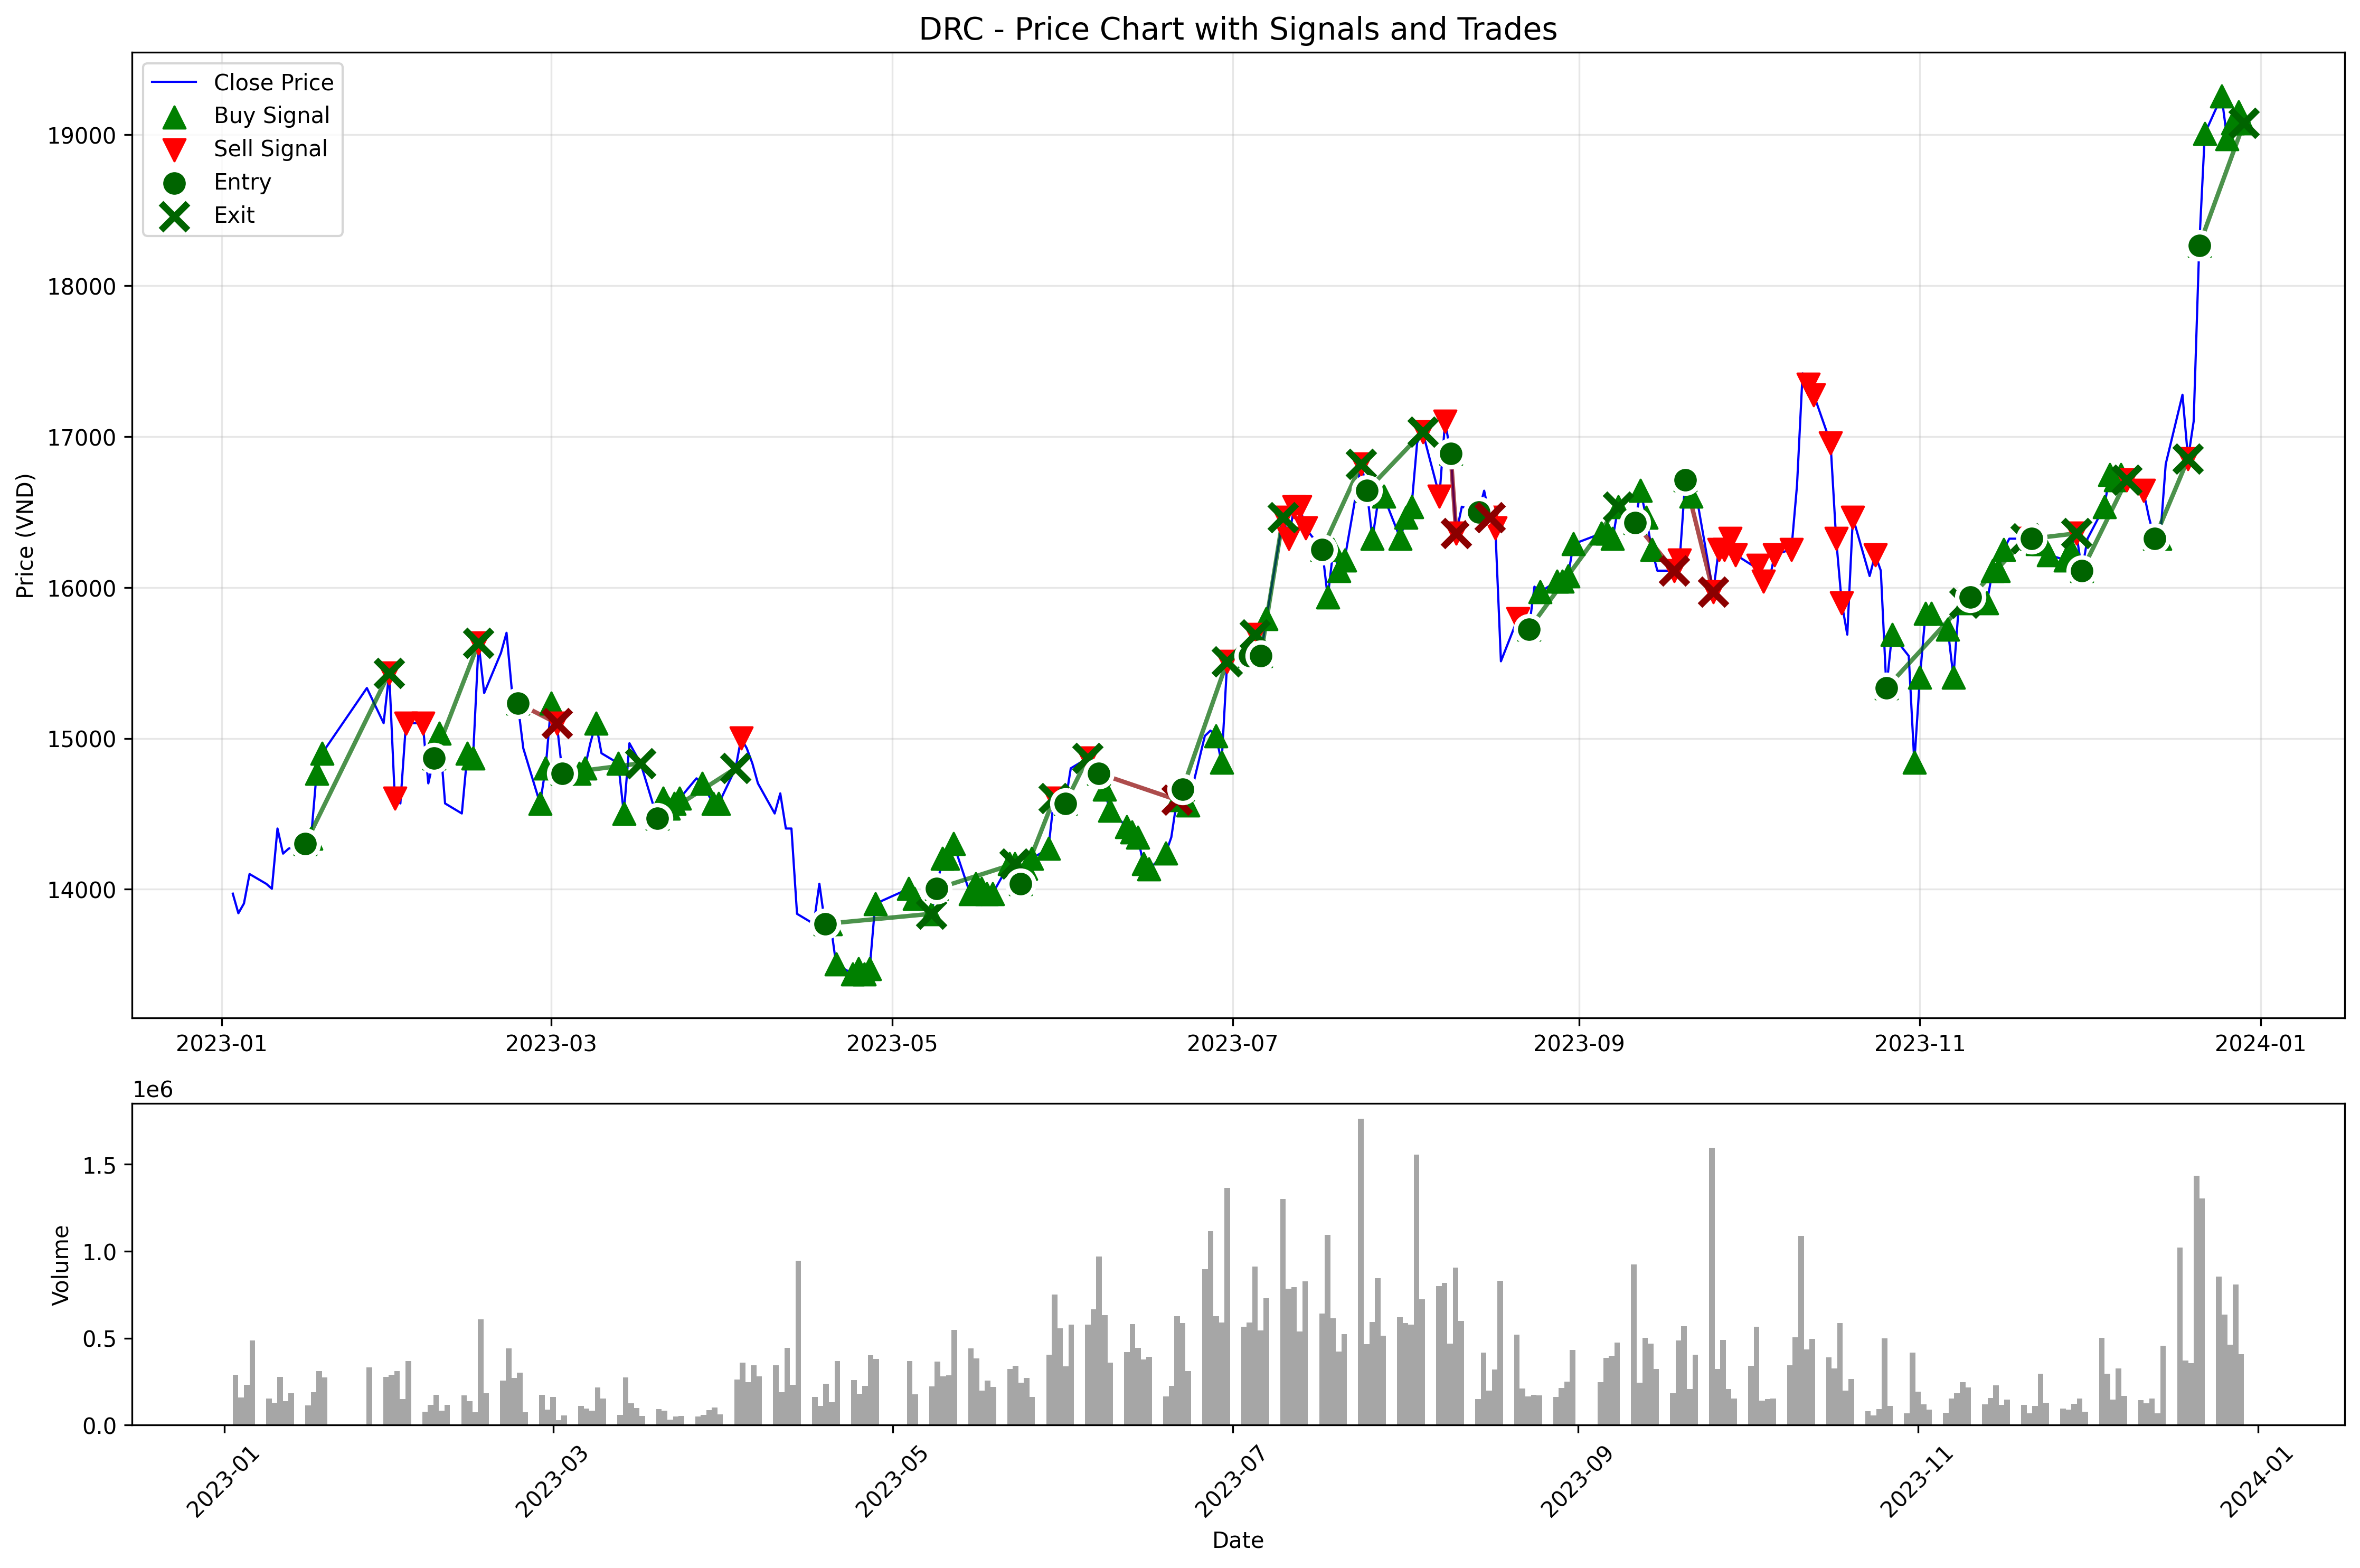 DRC - Price Chart with Signals and Trades
Close Price
Buy Signal
Sell Signal
Entry
Exit
Price (VND)
19000
18000
17000
16000
15000
14000
2023-01
2023-03
2023-05
2023-07
2023-09
2023-11
2024-01
1e6
Volume
1.5
1.0
0.5
0.0
2023-01
2023-03
2023-05
2023-07
2023-09
2023-11
2024-01
Date